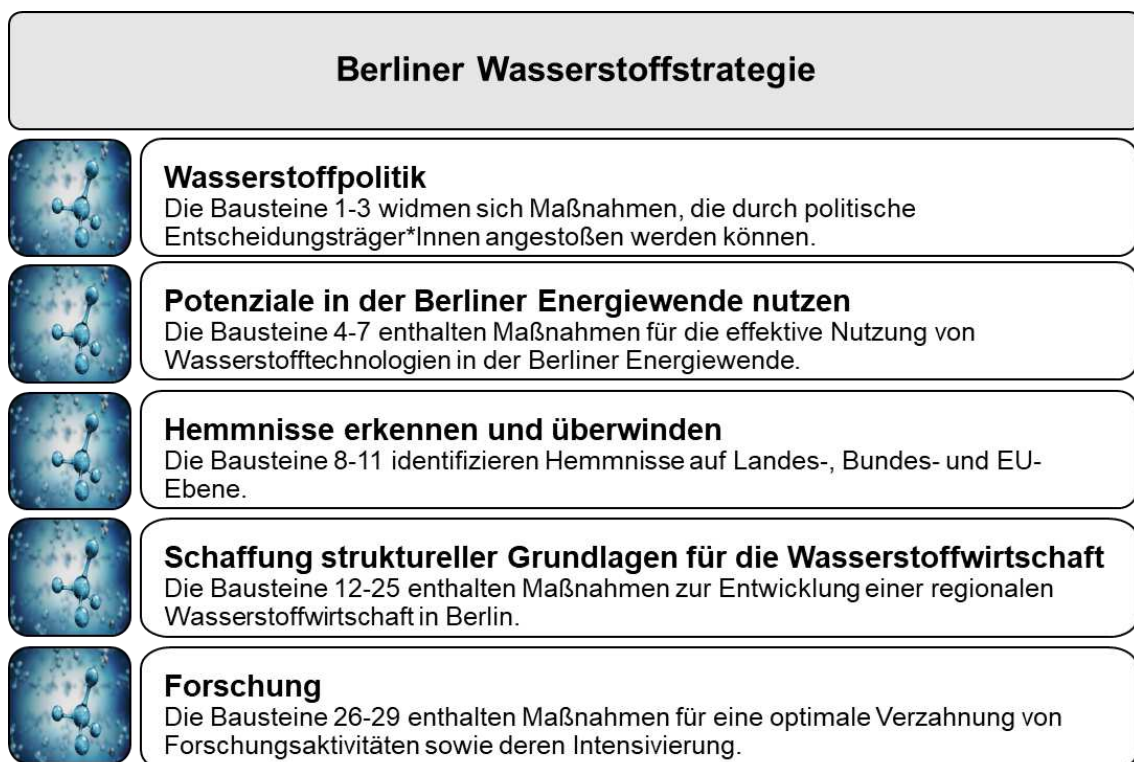 Berliner Wasserstoffstrategie
Wasserstoffpolitik
Die Bausteine 1-3 widmen sich Maßnahmen, die durch politische
Entscheidungsträger*Innen angestoßen werden können.
Potenziale in der Berliner Energiewende nutzen
Die Bausteine 4-7 enthalten Maßnahmen für die effektive Nutzung von
Wasserstofftechnologien in der Berliner Energiewende.
Hemmnisse erkennen und überwinden
Die Bausteine 8-11 identifizieren Hemmnisse auf Landes-, Bundes- und EU-
Ebene.
Schaffung struktureller Grundlagen für die Wasserstoffwirtschaft
Die Bausteine 12-25 enthalten Maßnahmen zur Entwicklung einer regionalen
Wasserstoffwirtschaft in Berlin.
Forschung
Die Bausteine 26-29 enthalten Maßnahmen für eine optimale Verzahnung von
Forschungsaktivitäten sowie deren Intensivierung.